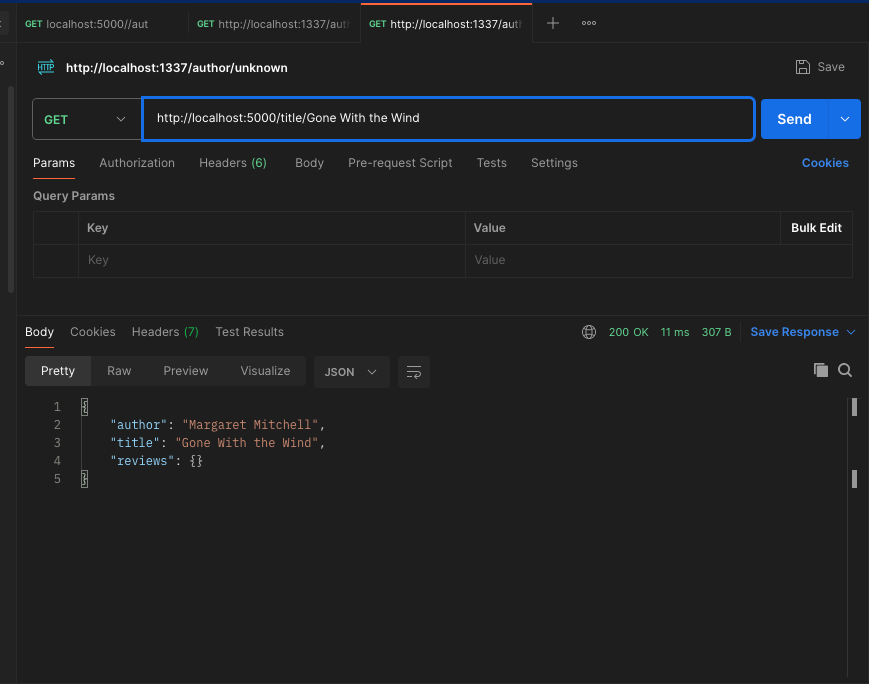 GET localhost:5000//aut GET http://localhost:1337/aut GET http://localhost:1337/aut
HTTP http://localhost:1337/author/unknown Save
GET http://localhost:5000/title/Gone With the Wind Send
Params Authorization Headers (6) Body Pre-request Script Tests Settings Cookies
Query Params
Key Value Bulk Edit
Key Value
Body Cookies Headers (7) Test Results 200 OK 11 ms 307 B Save Response
Pretty Raw Preview Visualize JSON
1 {
2 "author": "Margaret Mitchell",
3 "title": "Gone With the Wind",
4 "reviews": {}
5 }